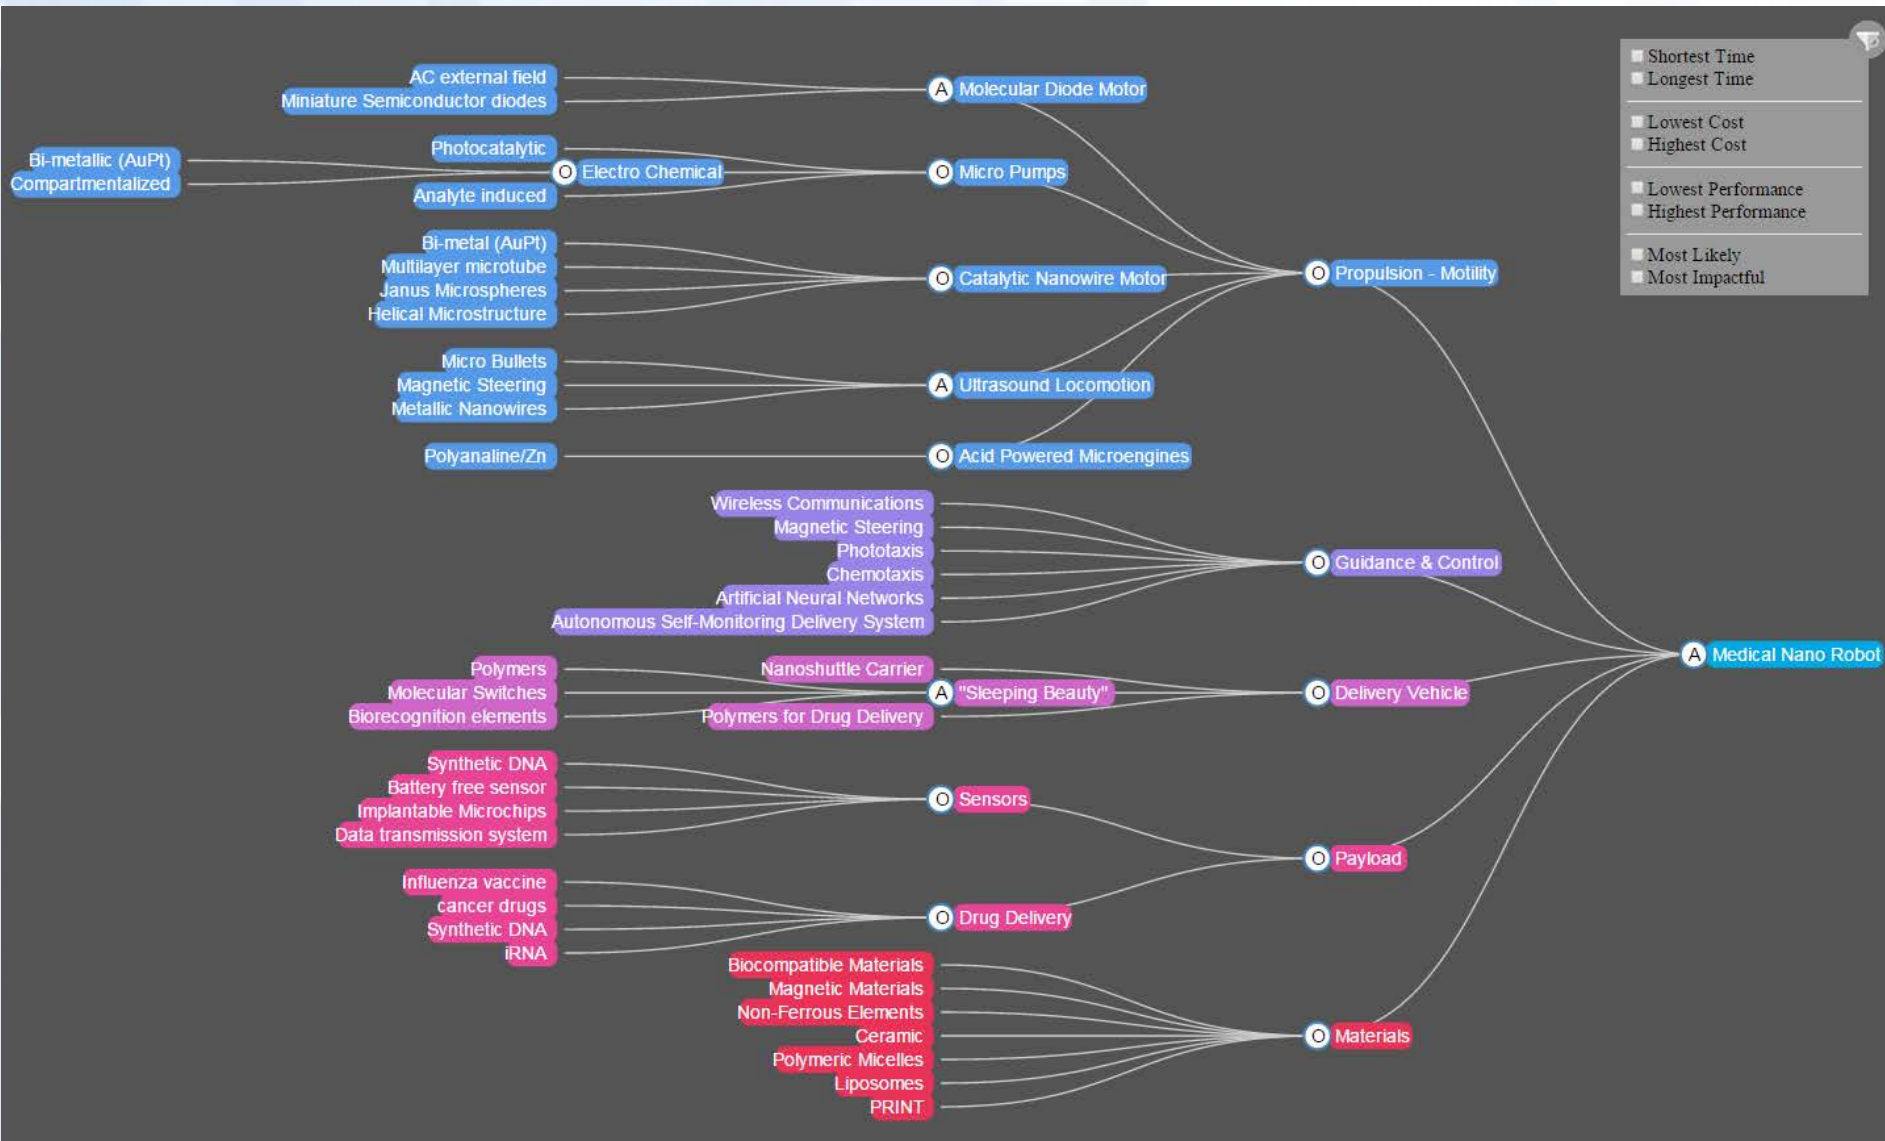 Shortest Time
Longest Time
Lowest Cost
Highest Cost
Lowest Performance
Highest Performance
Most Likely
Most Impactful
AC external field
Miniature Semiconductor diodes
A Molecular Diode Motor
Photocatalytic
Bi-metallic (AuPt)
Compartmentalized
O Electro Chemical
Analyte induced
O Micro Pumps
Bi-metal (AuPt)
Multilayer microtube
Janus Microspheres
Helical Microstructure
O Catalytic Nanowire Motor
Micro Bullets
Magnetic Steering
Metallic Nanowires
A Ultrasound Locomotion
Polyanaline/Zn
O Acid Powered Microengines
O Propulsion - Motility
Wireless Communications
Magnetic Steering
Phototaxis
Chemotaxis
Artificial Neural Networks
Autonomous Self-Monitoring Delivery System
O Guidance & Control
Polymers
Molecular Switches
Biorecognition elements
Nanoshuttle Carrier
A "Sleeping Beauty"
Polymers for Drug Delivery
O Delivery Vehicle
A Medical Nano Robot
Synthetic DNA
Battery free sensor
Implantable Microchips
Data transmission system
O Sensors
Influenza vaccine
cancer drugs
Synthetic DNA
iRNA
O Drug Delivery
O Payload
Biocompatible Materials
Magnetic Materials
Non-Ferrous Elements
Ceramic
Polymeric Micelles
Liposomes
PRINT
O Materials